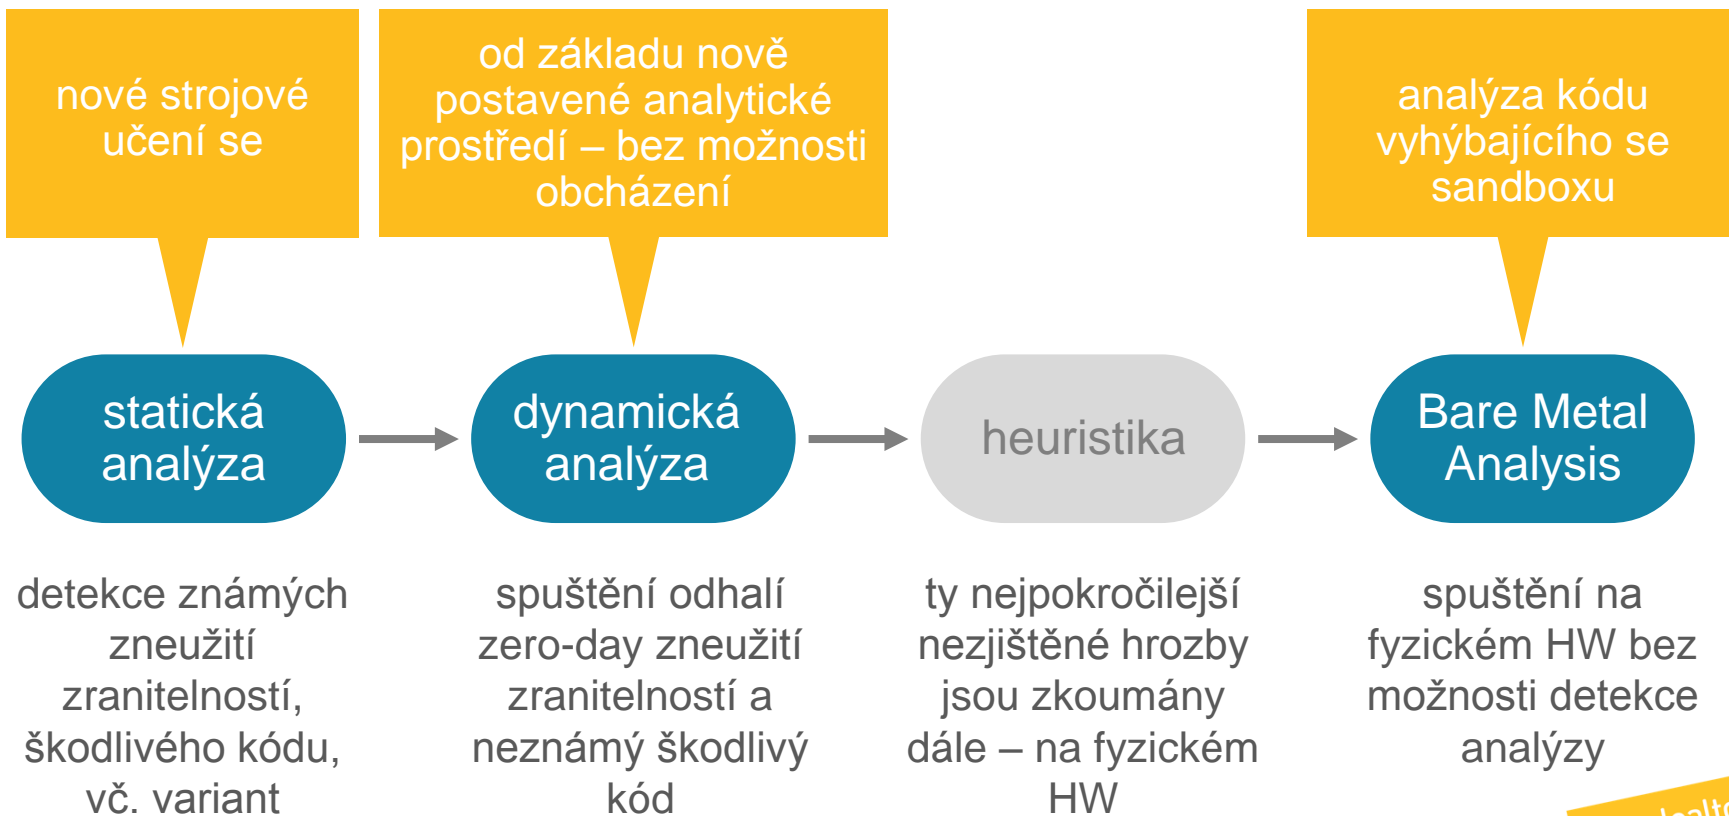 nové strojové
učení se
od základu nově
postavené analytické
prostředí – bez možnosti
obcházení
analýza kódu
vyhýbajícího se
sandboxu
statická
analýza
dynamická
analýza
heuristika
Bare Metal
Analysis
detekce známých
zneužití
zranitelností,
škodlivého kódu,
vč. variant
spuštění odhalí
zero-day zneužití
zranitelností a
neznámý škodlivý
kód
ty nejpokročilejší
nezjištěné hrozby
jsou zkoumány
dále – na fyzickém
HW
spuštění na
fyzickém HW bez
možnosti detekce
analýzy